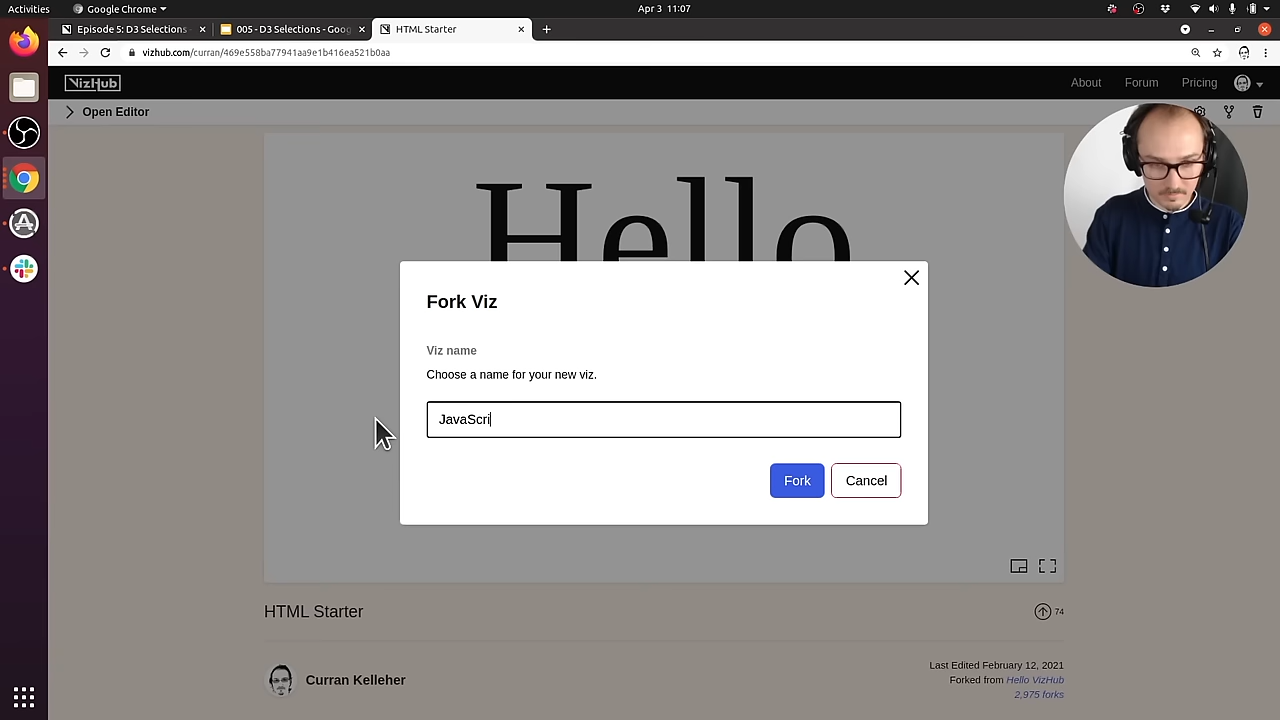 Activities
Google Chrome
Apr 3 11:07
Episode 5: D3 Selections
005 - D3 Selections - Goog
HTML Starter
vizhub.com/curran/469e558ba77941aa9e1b416ea521b0aa
VizHub
About
Forum
Pricing
Open Editor
Hello
Fork Viz
Viz name
Choose a name for your new viz.
JavaScri
Fork
Cancel
HTML Starter
74
Curran Kelleher
Last Edited February 12, 2021
Forked from Hello VizHub
2,975 forks